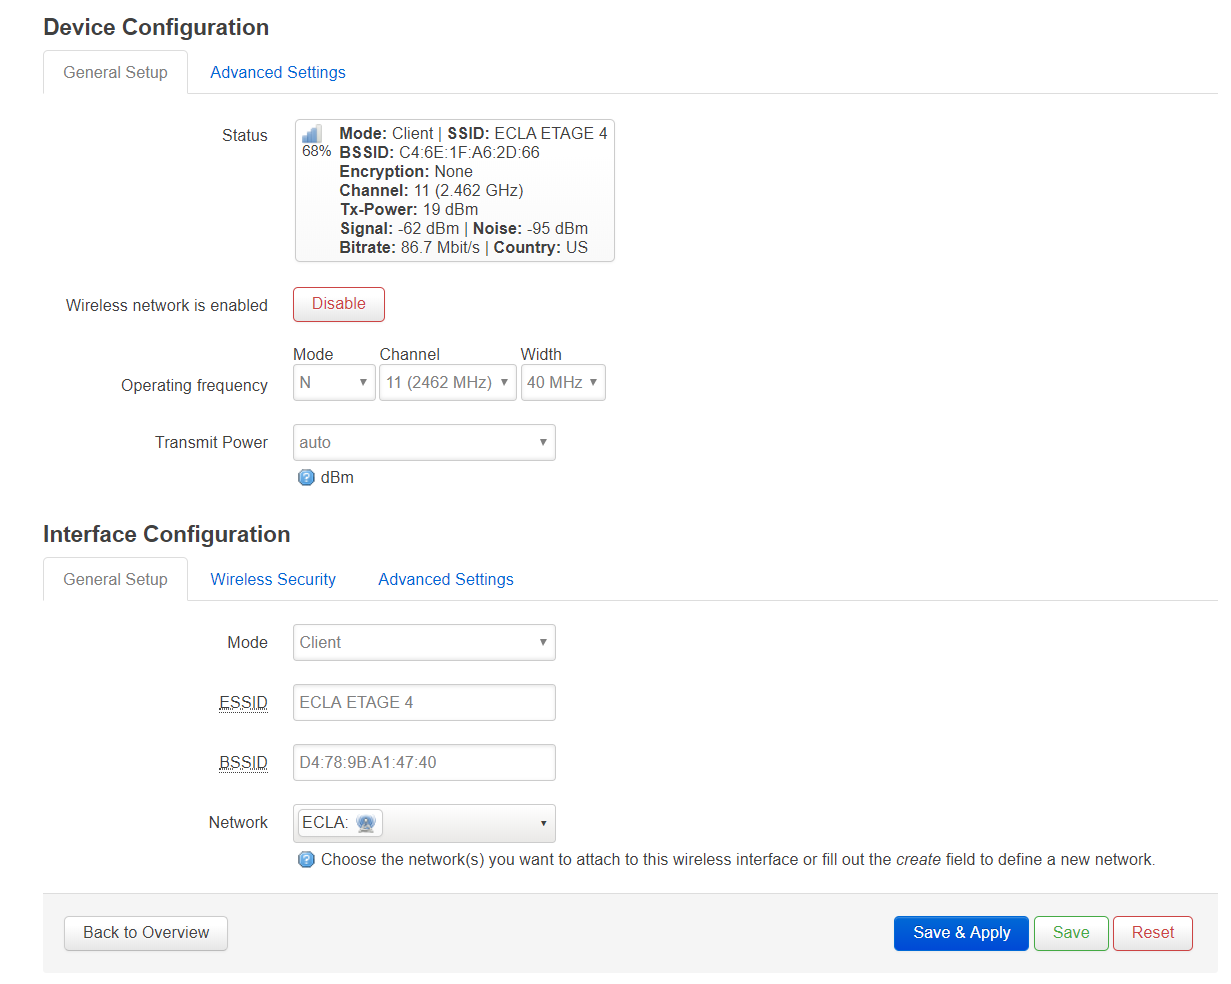 Device Configuration
General Setup
Advanced Settings
Status
68%
Mode: Client | SSID: ECLA ETAGE 4
BSSID: C4:6E:1F:A6:2D:66
Encryption: None
Channel: 11 (2.462 GHz)
Tx-Power: 19 dBm
Signal: -62 dBm | Noise: -95 dBm
Bitrate: 86.7 Mbit/s | Country: US
Wireless network is enabled
Disable
Mode Channel Width
Operating frequency
N 11 (2462 MHz) 40 MHz
Transmit Power
auto
dBm
Interface Configuration
General Setup
Wireless Security
Advanced Settings
Mode
Client
ESSID
ECLA ETAGE 4
BSSID
D4:78:9B:A1:47:40
Network
ECLA:
Choose the network(s) you want to attach to this wireless interface or fill out the create field to define a new network.
Back to Overview
Save & Apply
Save
Reset